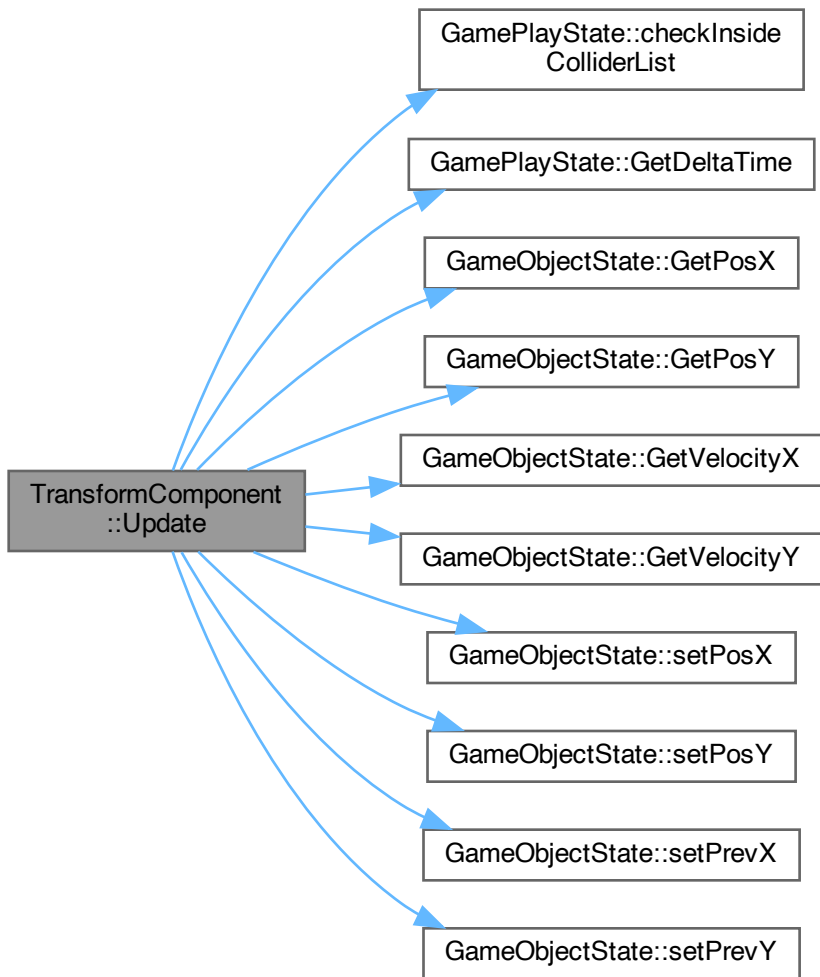 GamePlayState::checkInside
ColliderList
GamePlayState::GetDeltaTime
GameObjectState::GetPosX
GameObjectState::GetPosY
GameObjectState::GetVelocityX
TransformComponent
::Update
GameObjectState::GetVelocityY
GameObjectState::setPosX
GameObjectState::setPosY
GameObjectState::setPrevX
GameObjectState::setPrevY